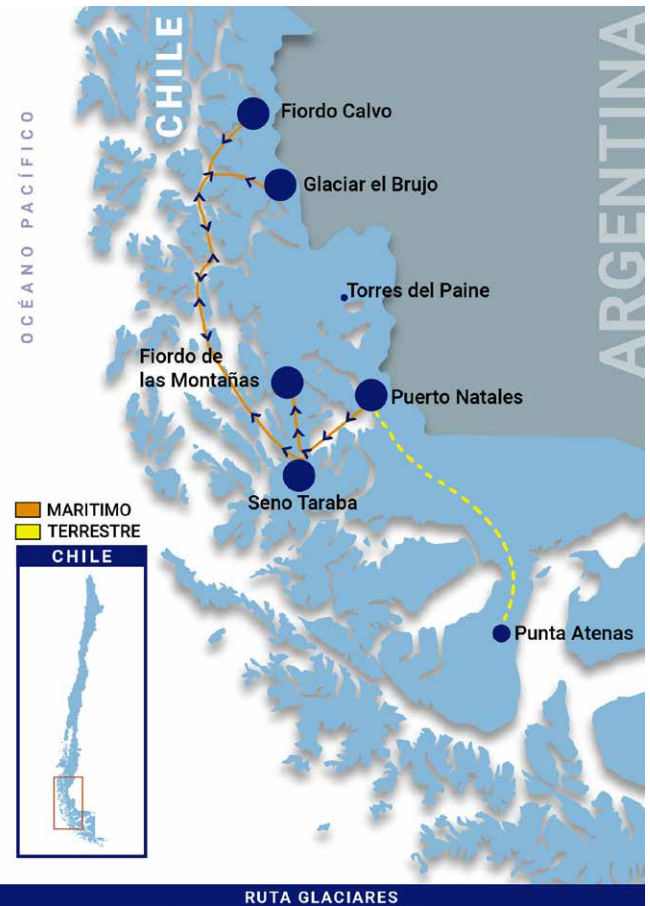 CHILE
ARGENTINA
OCÉANO PACÍFICO
Fiordo Calvo
Glaciar el Brujo
Torres del Paine
Fiordo de
las Montañas
Puerto Natales
Seno Taraba
MARITIMO
TERRESTRE
CHILE
Punta Atenas
RUTA GLACIARES